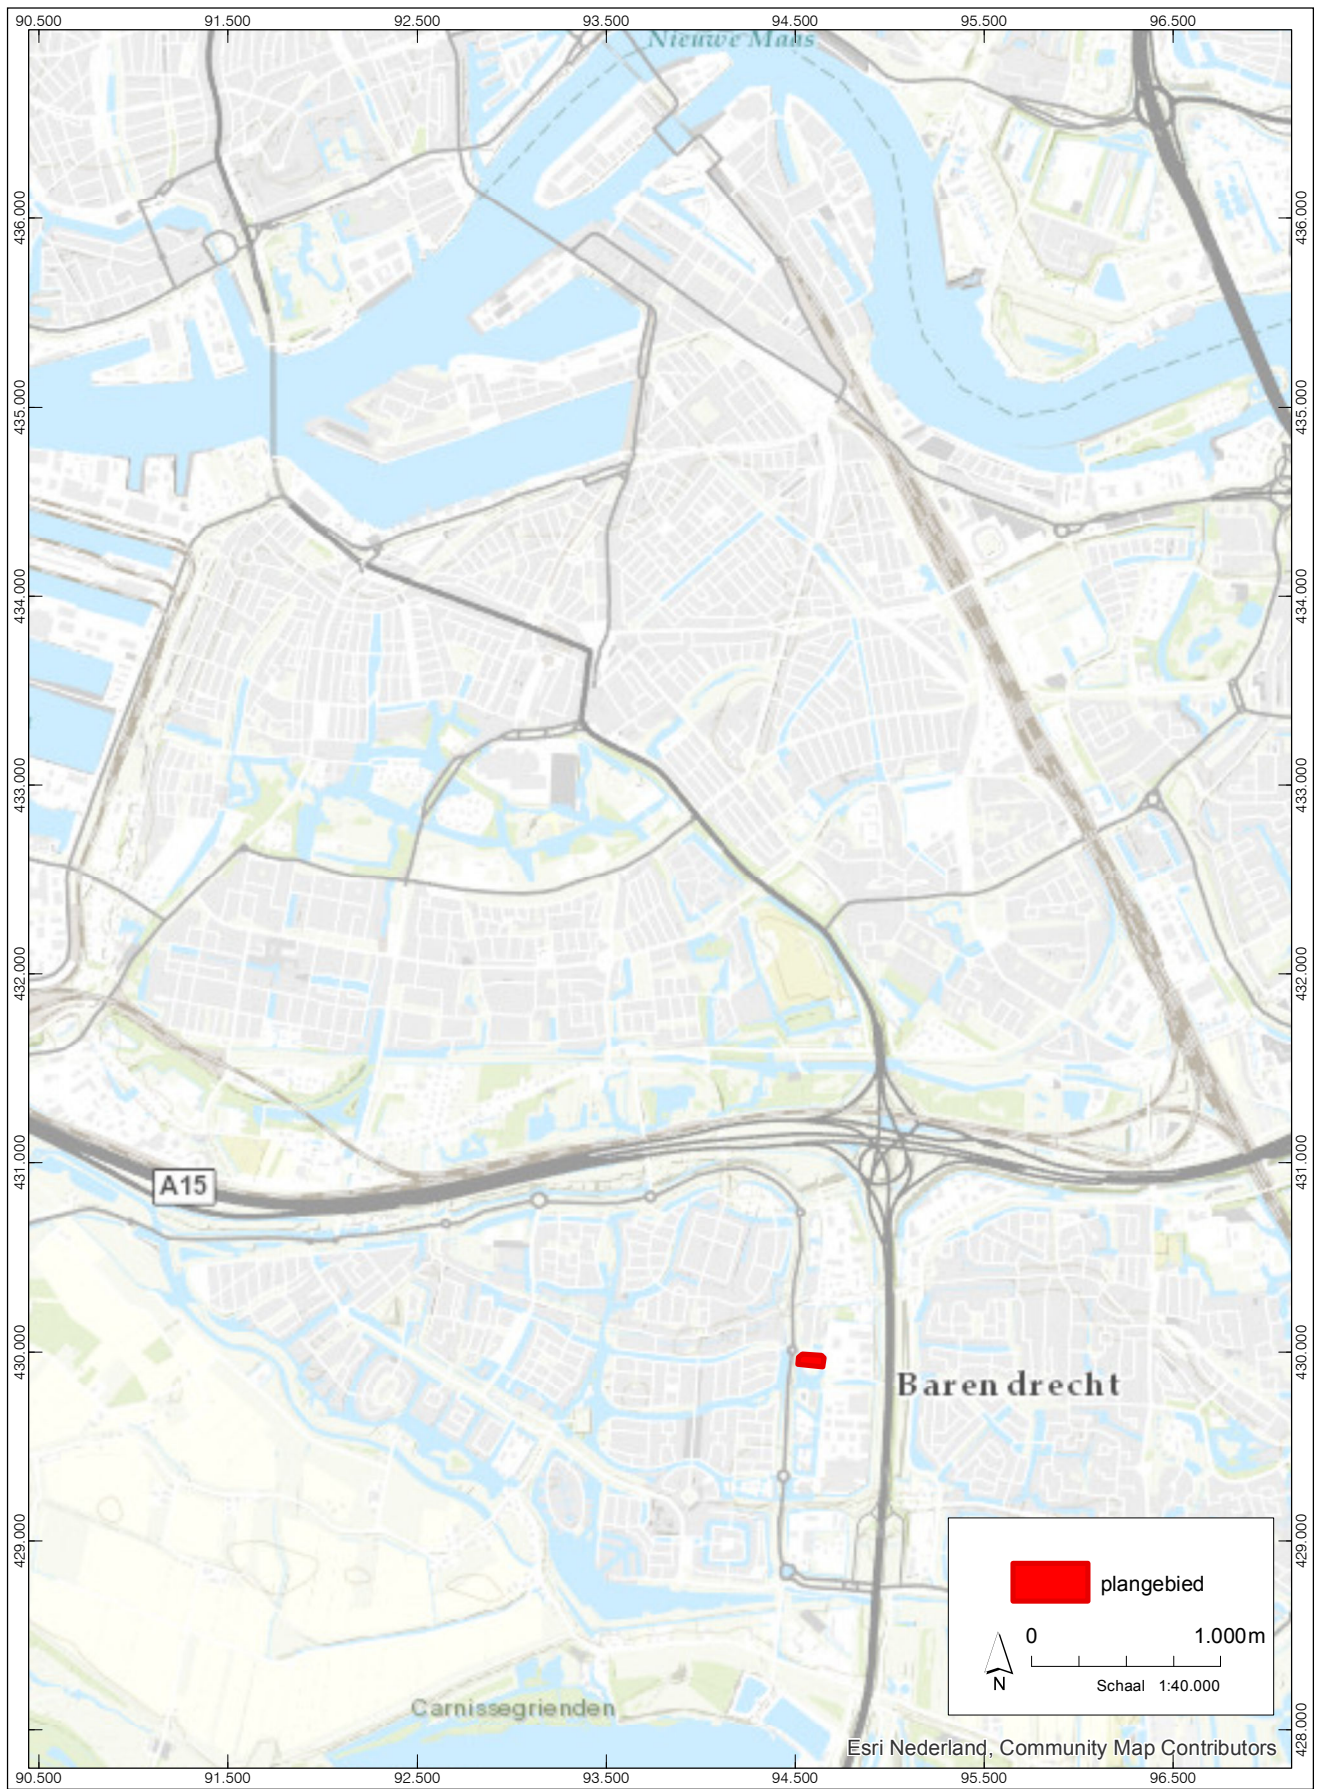 90.500 91.500 92.500 93.500 94.500 95.500 96.500
Nieuwe Maas
436.000 436.000
435.000 435.000
434.000 434.000
433.000 433.000
432.000 432.000
431.000 431.000
A15
430.000 430.000
Barendrecht
429.000 429.000
plangebied
0 1.000m
N
Schaal 1:40.000
Carnissegrienden
428.000
Esri Nederland, Community Map Contributors
90.500 91.500 92.500 93.500 94.500 95.500 96.500